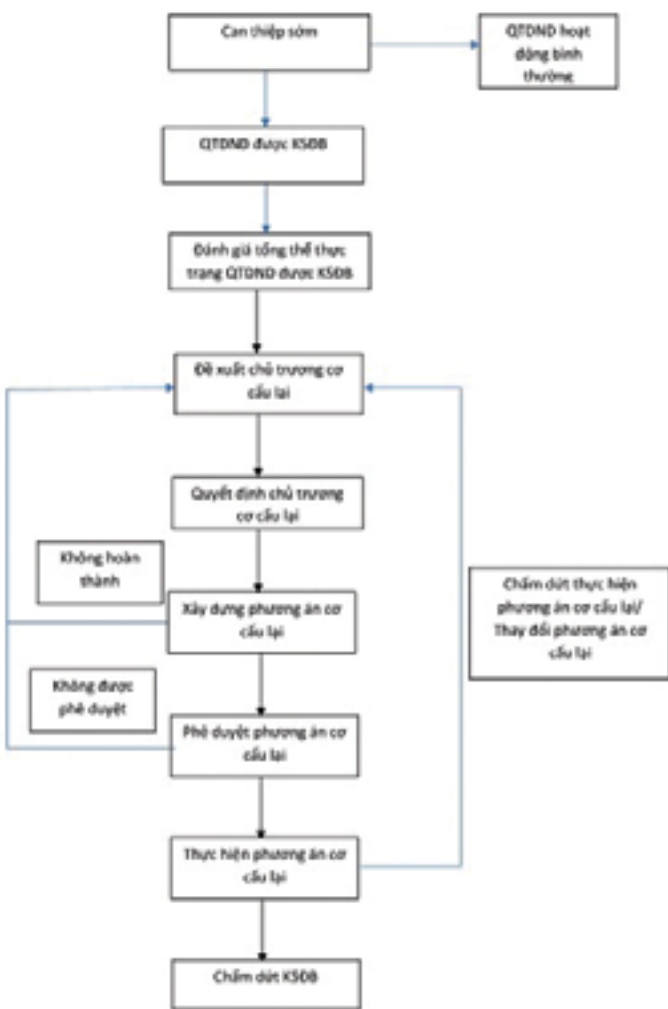 Can thiệp sớm
QTDND hoạt
động bình
thường
QTDND được KSĐB
Đánh giá tổng thể thực
trạng QTDND được KSĐB
Đề xuất chủ trương cơ
cấu lại
Quyết định chủ trương
cơ cấu lại
Không hoàn
thành
Xây dựng phương án cơ
cấu lại
Chấm dứt thực hiện
phương án cơ cấu lại/
Thay đổi phương án cơ
cấu lại
Không được
phê duyệt
Phê duyệt phương án cơ
cấu lại
Thực hiện phương án cơ
cấu lại
Chấm dứt KSĐB